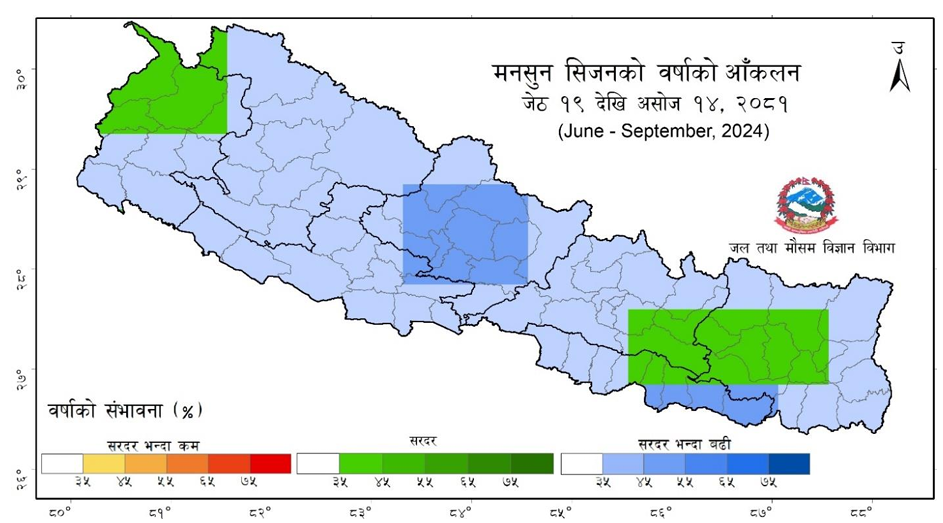 मनसुन सिजनको वर्षाको आँकलन
जेठ १९ देखि असोज १४, २०८१
(June - September, 2024)
उ
जल तथा मौसम विज्ञान विभाग
३०°
२९°
२८°
२७°
२६°
वर्षाको संभावना (%)
सरदर भन्दा कम
सरदर
सरदर भन्दा बढी
३५ ४५ ५५ ६५ ७५
३५ ४५ ५५ ७५
३५ ४५ ५५ ६५ ७५
८०° ८१° ८२° ८३° ८४° ८५° ८६° ८७° ८८°